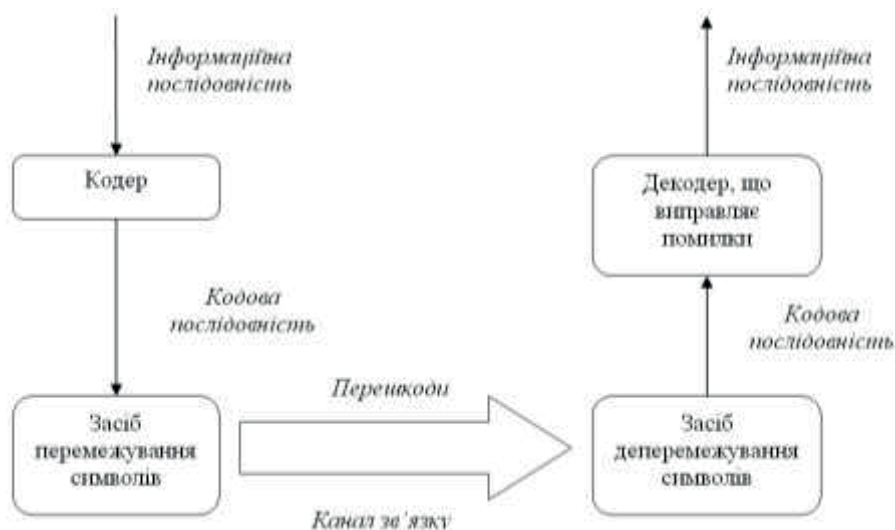 Інформаційна
послідовність
Кодер
Кодова
послідовність
Засіб
перемежування
символів
Перешкоди
Канал зв’язку
Інформаційна
послідовність
Декодер, що
виправляє
помилки
Кодова
послідовність
Засіб
деперемежування
символів